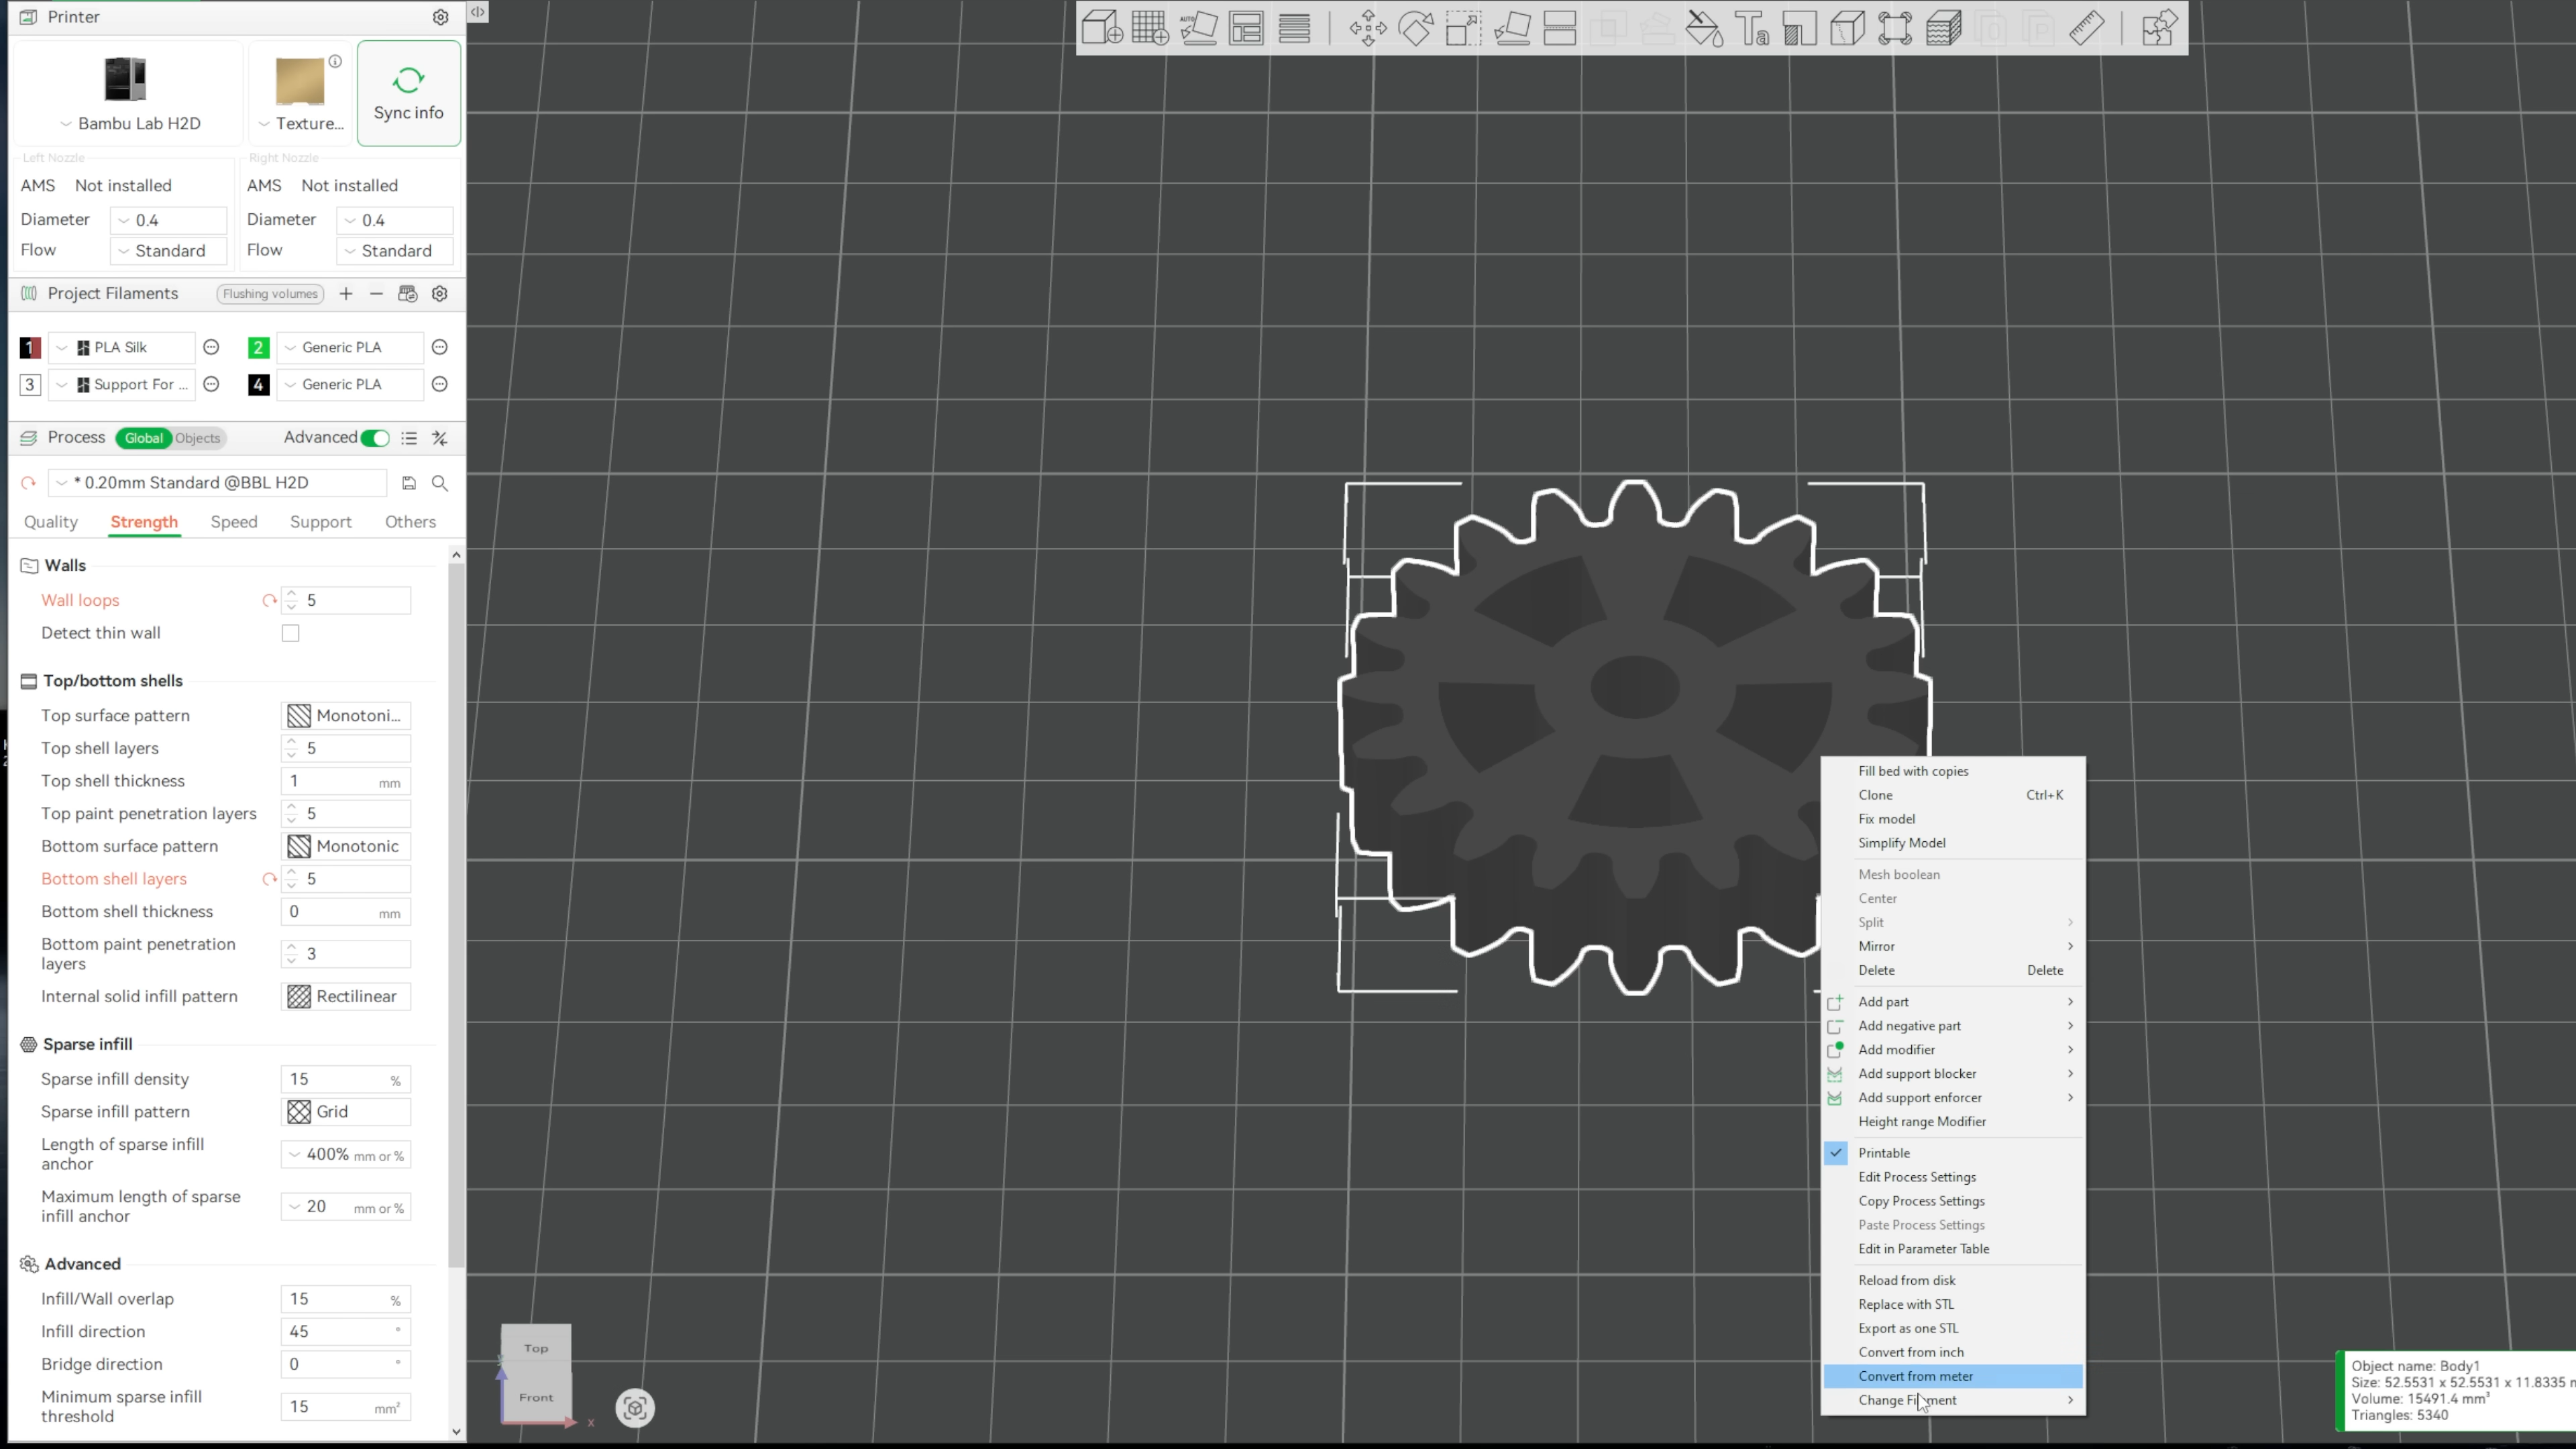 Printer
Bambu Lab H2D
Texture...
Sync info
Left Nozzle
Right Nozzle
AMS Not installed
AMS Not installed
Diameter 0.4
Diameter 0.4
Flow Standard
Flow Standard
Project Filaments
Flushing volumes
1 PLA Silk
2 Generic PLA
3 Support For ...
4 Generic PLA
Process Global Objects Advanced
* 0.20mm Standard @BBL H2D
Quality Strength Speed Support Others
Walls
Wall loops 5
Detect thin wall
Top/bottom shells
Top surface pattern Monotoni...
Top shell layers 5
Top shell thickness 1 mm
Top paint penetration layers 5
Bottom surface pattern Monotonic
Bottom shell layers 5
Bottom shell thickness 0 mm
Bottom paint penetration
layers 3
Internal solid infill pattern Rectilinear
Sparse infill
Sparse infill density 15 %
Sparse infill pattern Grid
Length of sparse infill
anchor 400% mm or %
Maximum length of sparse
infill anchor 20 mm or %
Advanced
Infill/Wall overlap 15 %
Infill direction 45 °
Bridge direction 0 °
Minimum sparse infill
threshold 15 mm²
Ta
Top
Front
x
Fill bed with copies
Clone Ctrl+K
Fix model
Simplify Model
Mesh boolean
Center
Split
Mirror
Delete Delete
Add part
Add negative part
Add modifier
Add support blocker
Add support enforcer
Height range Modifier
Printable
Edit Process Settings
Copy Process Settings
Paste Process Settings
Edit in Parameter Table
Reload from disk
Replace with STL
Export as one STL
Convert from inch
Convert from meter
Change
Object name: Body1
Size: 52.5531 x 52.5531 x 11.8335
Volume: 15491.4 mm³
Triangles: 5340